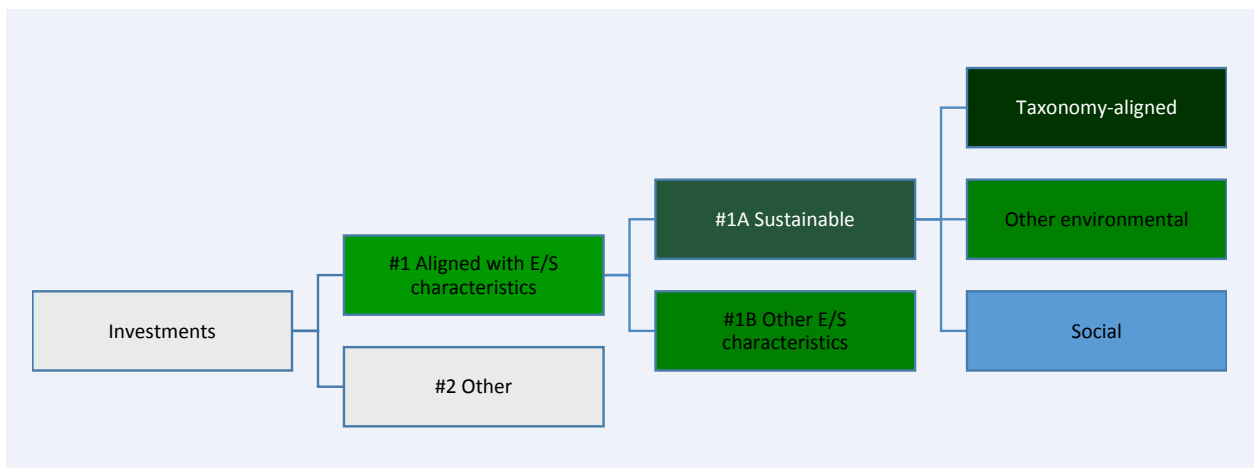 Investments
#1 Aligned with E/S
characteristics
#2 Other
#1A Sustainable
#1B Other E/S
characteristics
Taxonomy-aligned
Other environmental
Social